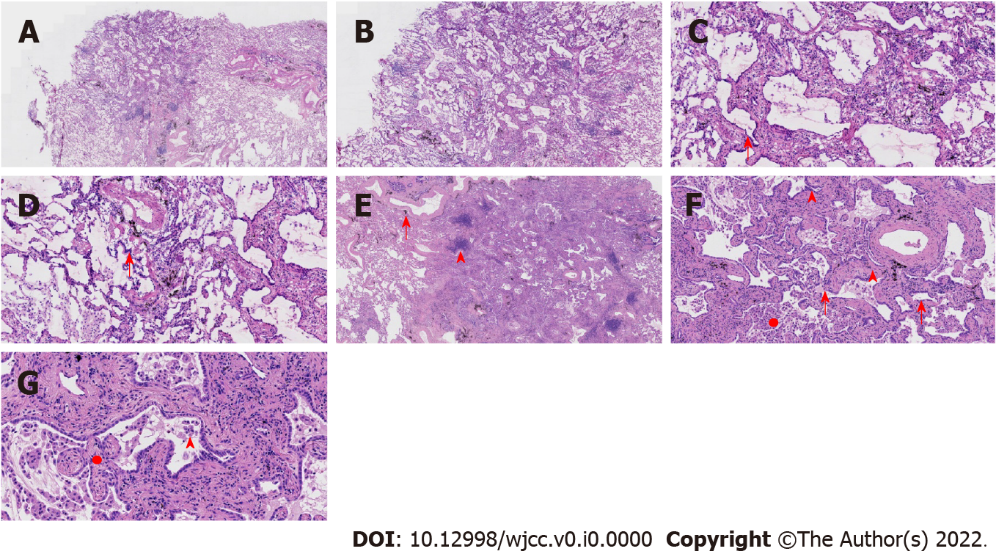 A
B
C
D
E
F
G
DOI: 10.12998/wjcc.v0.i0.0000 Copyright ©The Author(s) 2022.